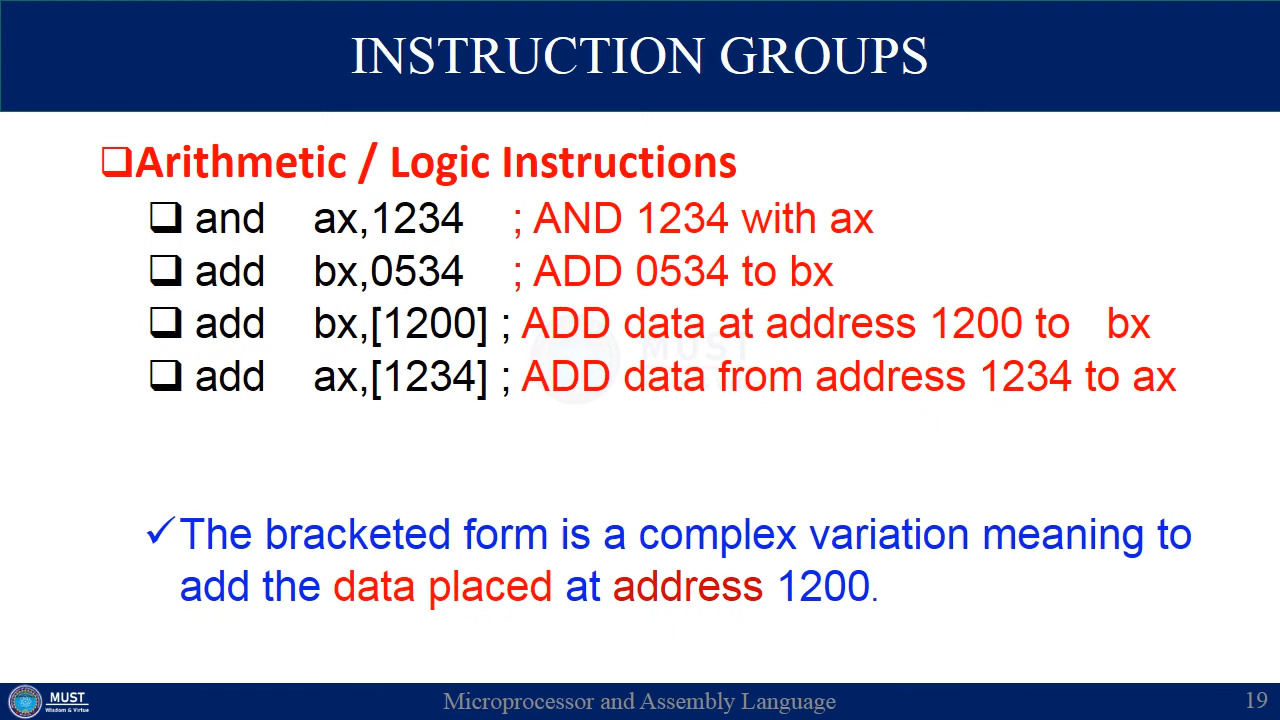 INSTRUCTION GROUPS
❑Arithmetic / Logic Instructions
❑ and ax,1234 ; AND 1234 with ax
❑ add bx,0534 ; ADD 0534 to bx
❑ add bx,[1200] ; ADD data at address 1200 to bx
❑ add ax,[1234] ; ADD data from address 1234 to ax
MUST
✓The bracketed form is a complex variation meaning to
add the data placed at address 1200.
MUST
Wisdom & Virtue
Microprocessor and Assembly Language
19